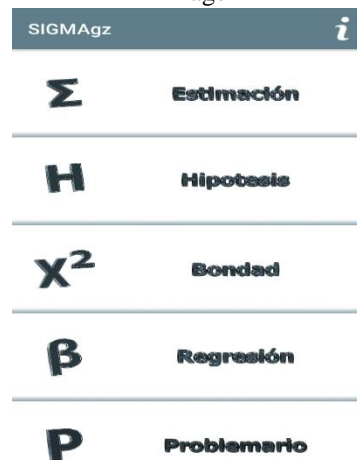 SIGMAgz i
Σ Estimación
H Hipotesis
X² Bondad
β Regresión
P Problemario